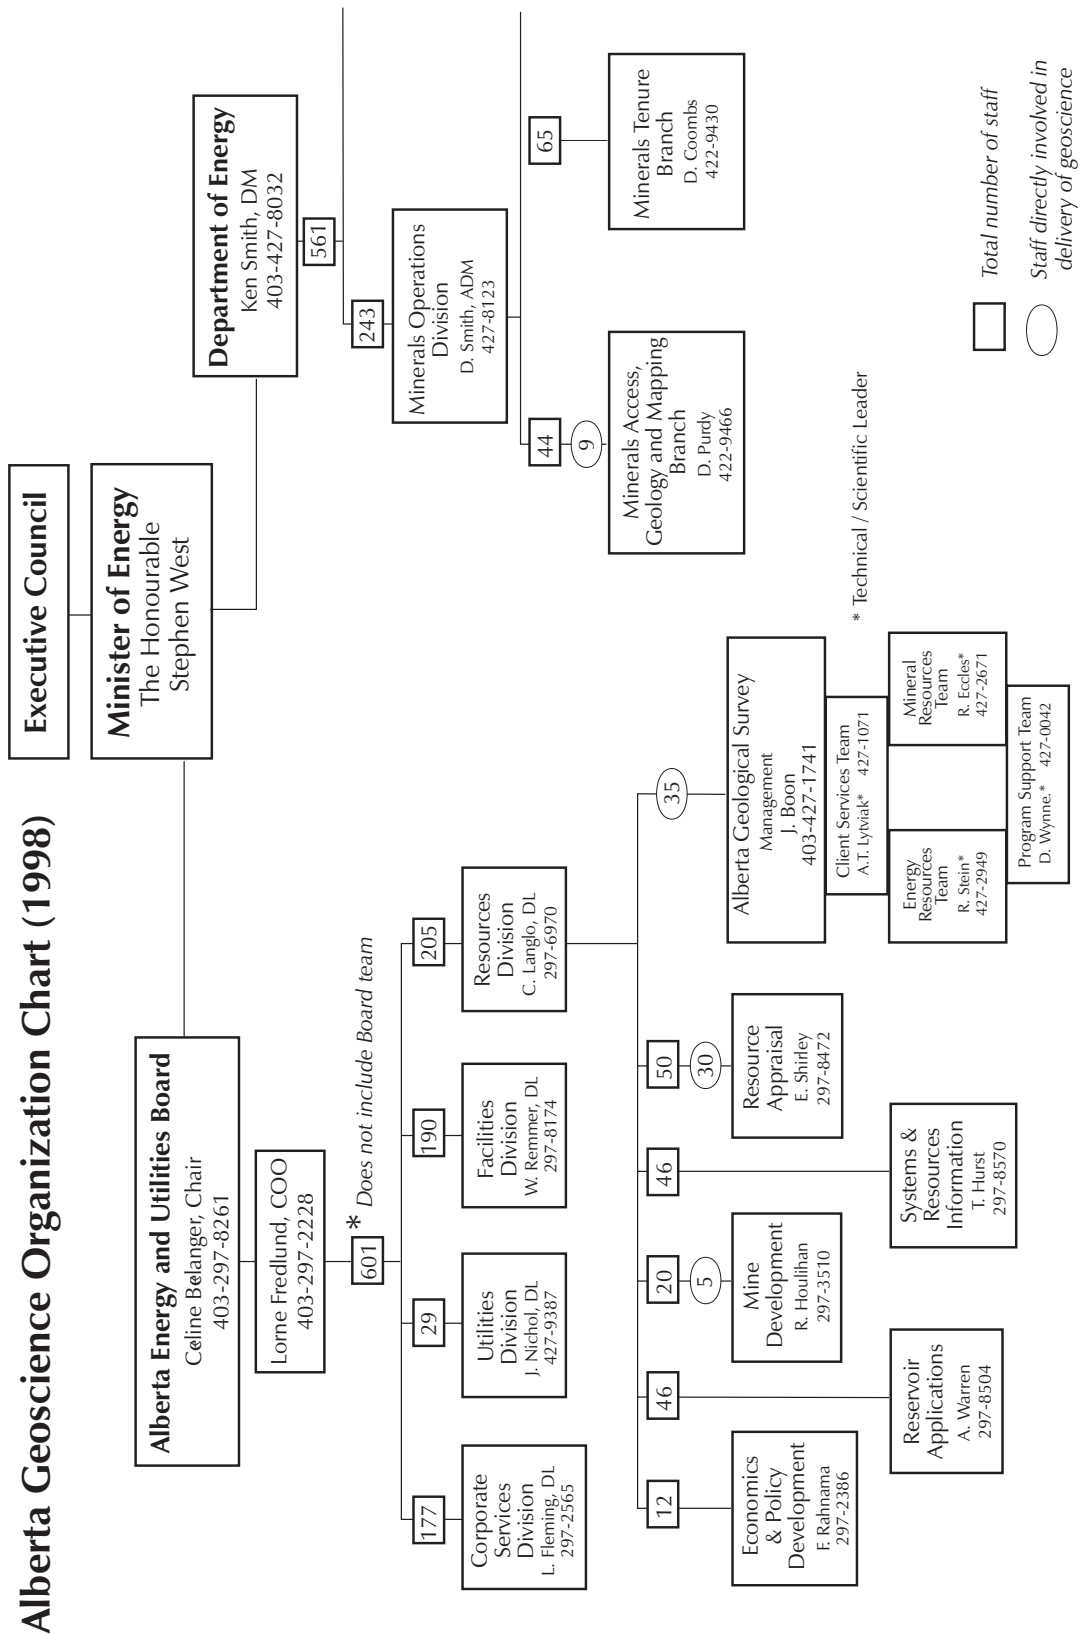 Alberta Geoscience Organization Chart (1998)
Executive Council
Minister of Energy
The Honourable
Stephen West
Alberta Energy and Utilities Board
Celine Belanger, Chair
403-297-8261
Lorne Fredlund, COO
403-297-2228
601
* Does not include Board team
177
Corporate
Services
Division
L. Fleming, DL
297-2565
29
Utilities
Division
J. Nichol, DL
427-9387
190
Facilities
Division
W. Remmer, DL
297-8174
205
Resources
Division
C. Langlo, DL
297-6970
12
Economics
& Policy
Development
F. Rahnama
297-2386
46
Reservoir
Applications
A. Warren
297-8504
20
5
Mine
Development
R. Houlihan
297-3510
46
Systems &
Resources
Information
T. Hurst
297-8570
50
30
Resource
Appraisal
E. Shirley
297-8472
35
Alberta Geological Survey
Management
J. Boon
403-427-1741
Client Services Team
A.T. Lytviak* 427-1071
Energy
Resources
Team
R. Stein*
427-2949
Mineral
Resources
Team
R. Eccles*
427-2671
Program Support Team
D. Wynne.* 427-0042
* Technical / Scientific Leader
Department of Energy
Ken Smith, DM
403-427-8032
561
243
Minerals Operations
Division
D. Smith, ADM
427-8123
44
9
Minerals Access,
Geology and Mapping
Branch
D. Purdy
422-9466
65
Minerals Tenure
Branch
D. Coombs
422-9430
Total number of staff
Staff directly involved in
delivery of geoscience